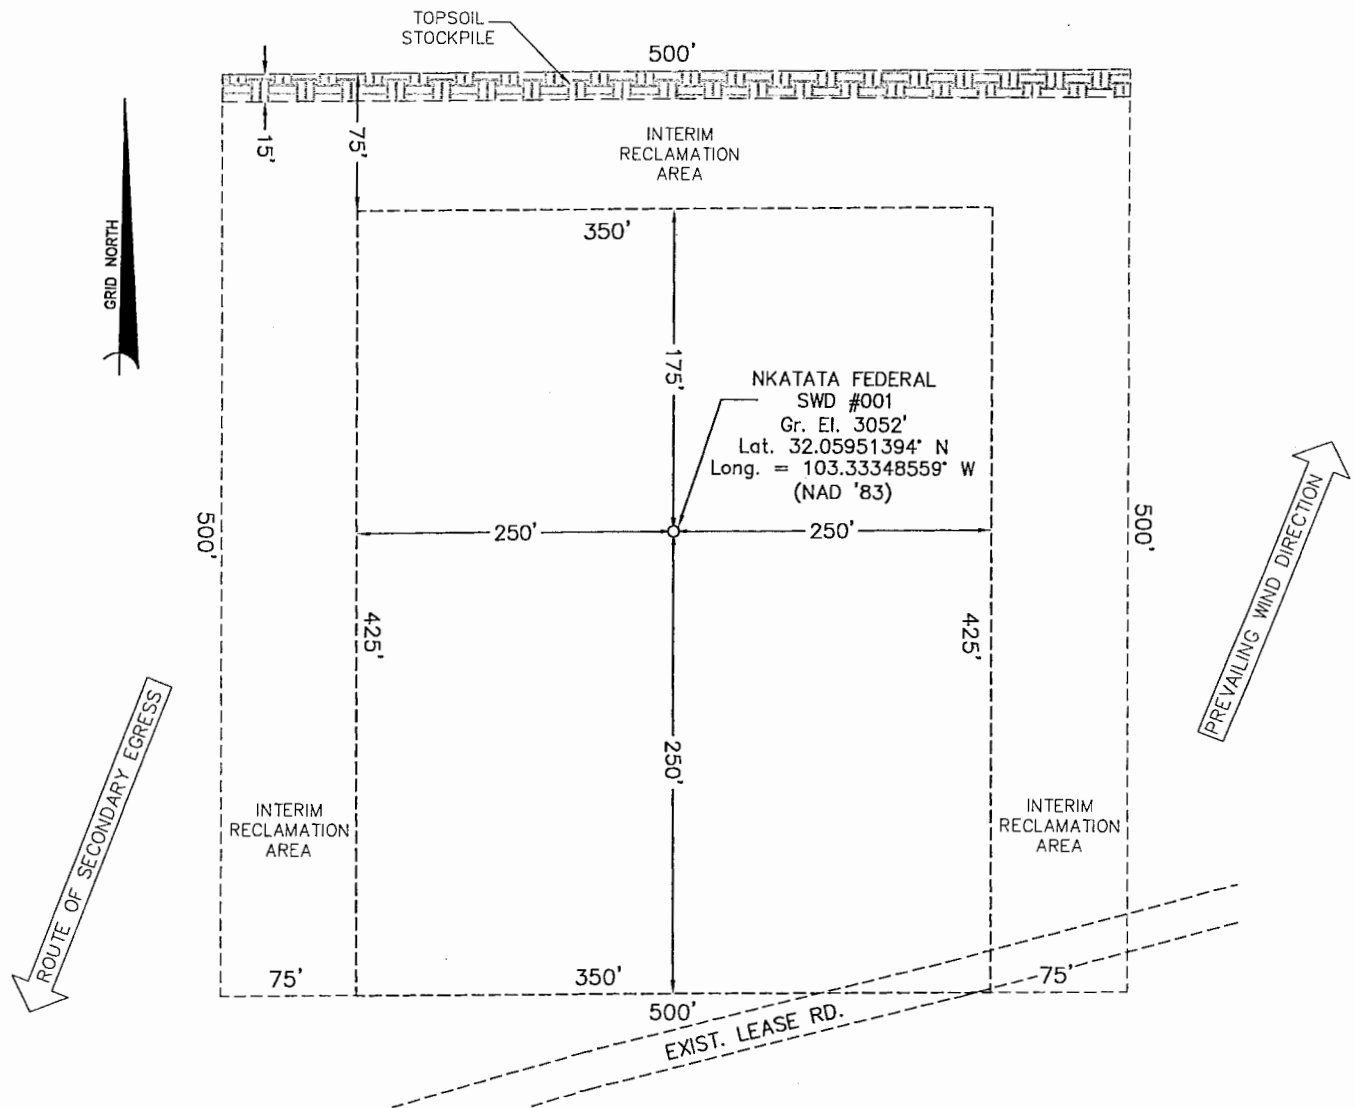 TOPSOIL
STOCKPILE
500'
15'
75'
INTERIM
RECLAMATION
AREA
GRID NORTH
350'
175'
NKATATA FEDERAL
SWD #001
Gr. El. 3052'
Lat. 32.05951394° N
Long. = 103.33348559° W
(NAD '83)
500'
250'
250'
500'
PREVAILING WIND DIRECTION
425'
425'
ROUTE OF SECONDARY EGRESS
250'
INTERIM
RECLAMATION
AREA
INTERIM
RECLAMATION
AREA
75'
350'
75'
500'
EXIST. LEASE RD.